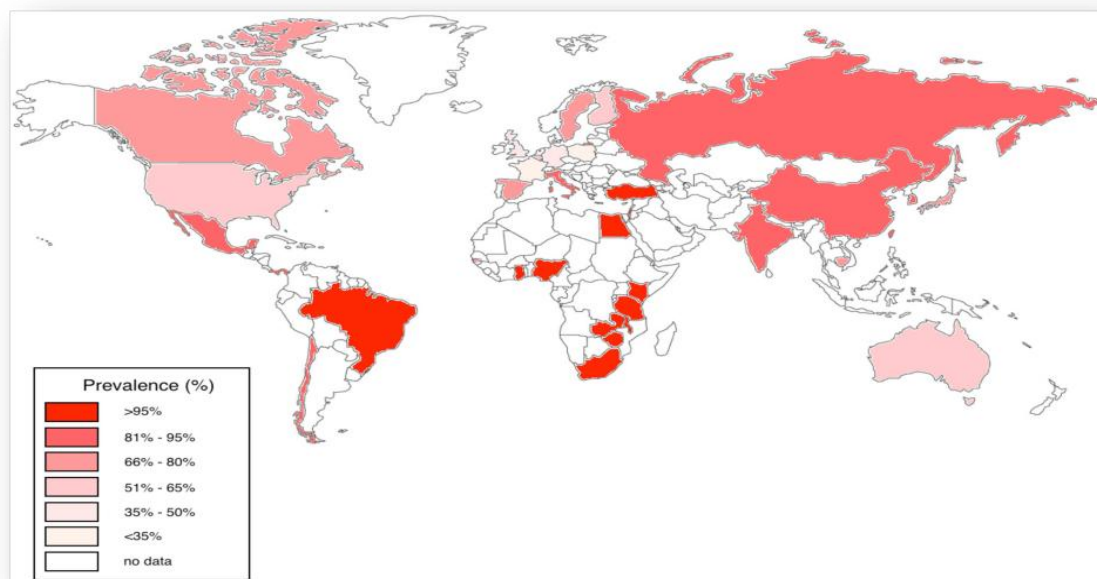 Prevalence (%)
>95%
81% - 95%
66% - 80%
51% - 65%
35% - 50%
<35%
no data